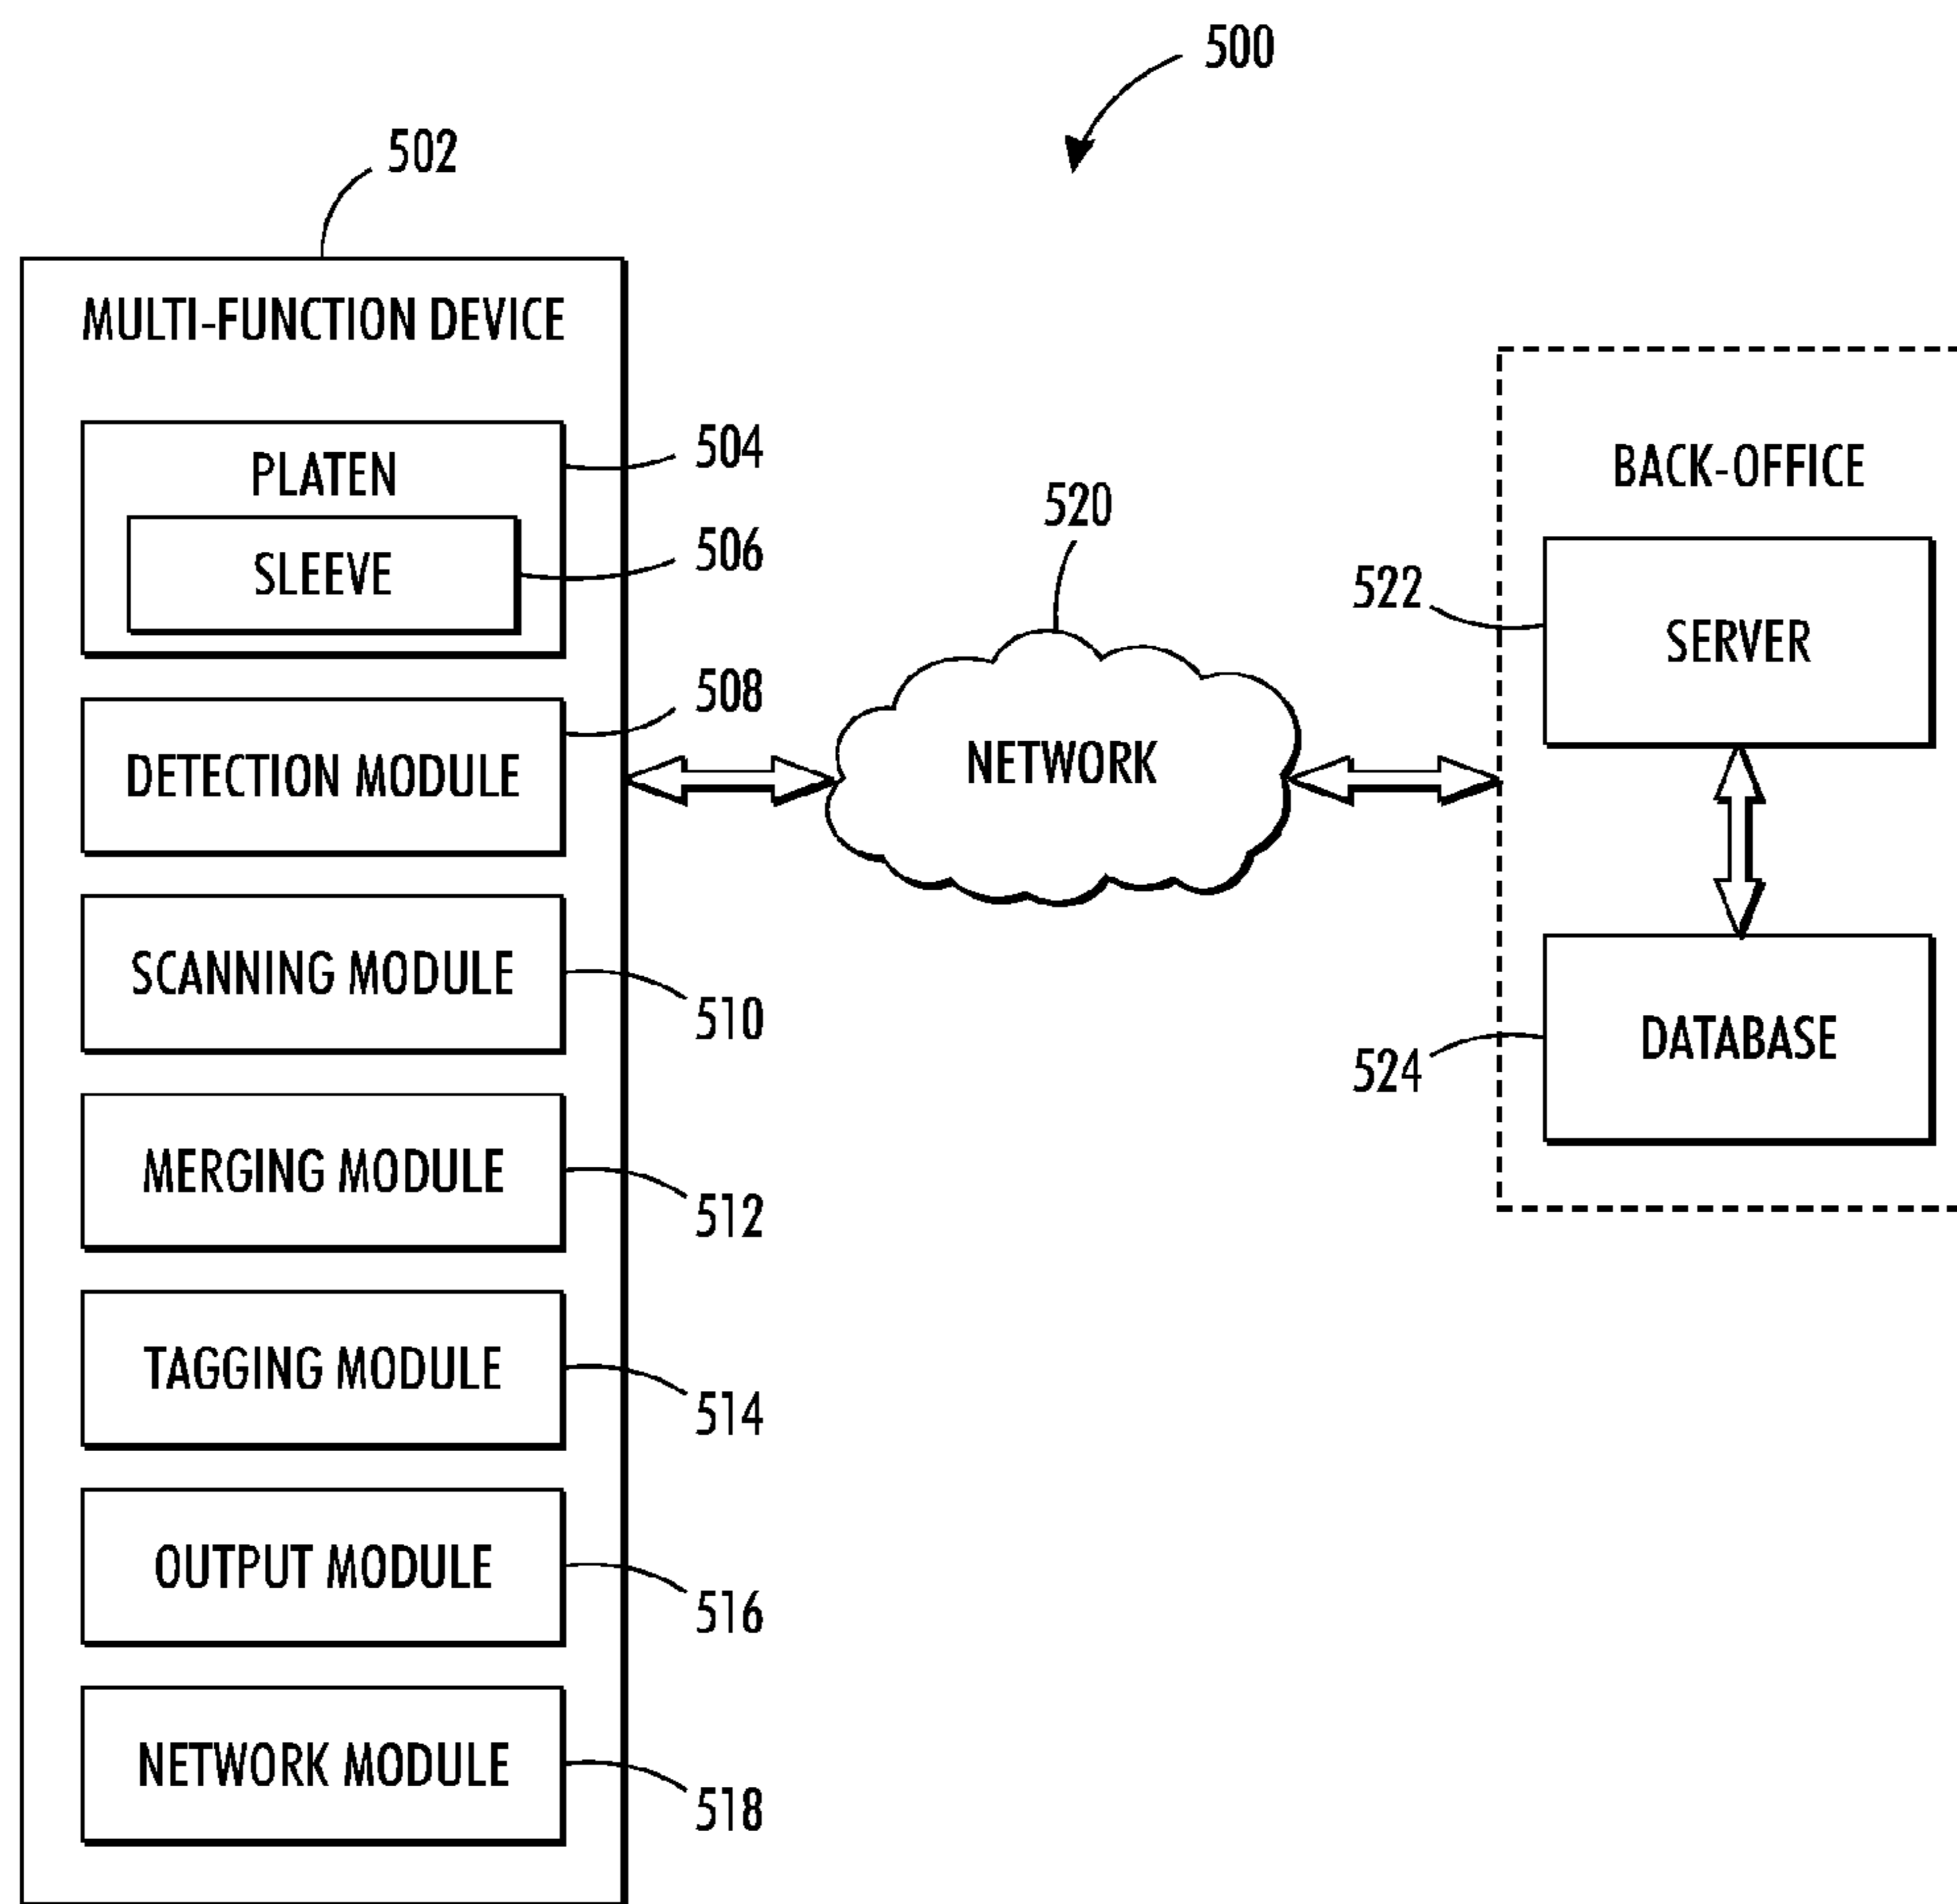 500
502
MULTI-FUNCTION DEVICE
PLATEN
504
SLEEVE
506
DETECTION MODULE
508
SCANNING MODULE
510
MERGING MODULE
512
TAGGING MODULE
514
OUTPUT MODULE
516
NETWORK MODULE
518
520
NETWORK
BACK-OFFICE
522
SERVER
524
DATABASE